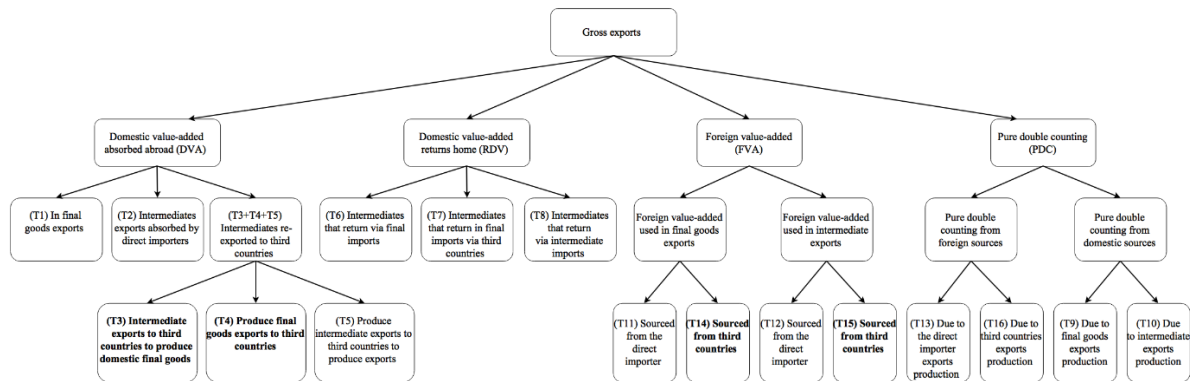 Gross exports
Domestic value-added
absorbed abroad (DVA)
Domestic value-added
returns home (RDV)
Foreign value-added
(FVA)
Pure double counting
(PDC)
(T1) In final
goods exports
(T2) Intermediates
exports absorbed by
direct importers
(T3+T4+T5)
Intermediates re-
exported to third
countries
(T6) Intermediates
that return via final
imports
(T7) Intermediates
that return in final
imports via third
countries
(T8) Intermediates
that return
via intermediate
imports
Foreign value-added
used in final goods
exports
Foreign value-added
used in intermediate
exports
Pure double
counting from
foreign sources
Pure double
counting from
domestic sources
(T3) Intermediate
exports to third
countries to produce
domestic final goods
(T4) Produce final
goods exports to third
countries
(T5) Produce
intermediate exports to
third countries to
produce exports
(T11) Sourced
from the direct
importer
(T14) Sourced
from third
countries
(T12) Sourced
from the direct
importer
(T15) Sourced
from third
countries
(T13) Due to
the direct
importer exports
production
(T16) Due to
third countries
exports
production
(T9) Due to
final goods
exports
production
(T10) Due
to intermediate
exports
production